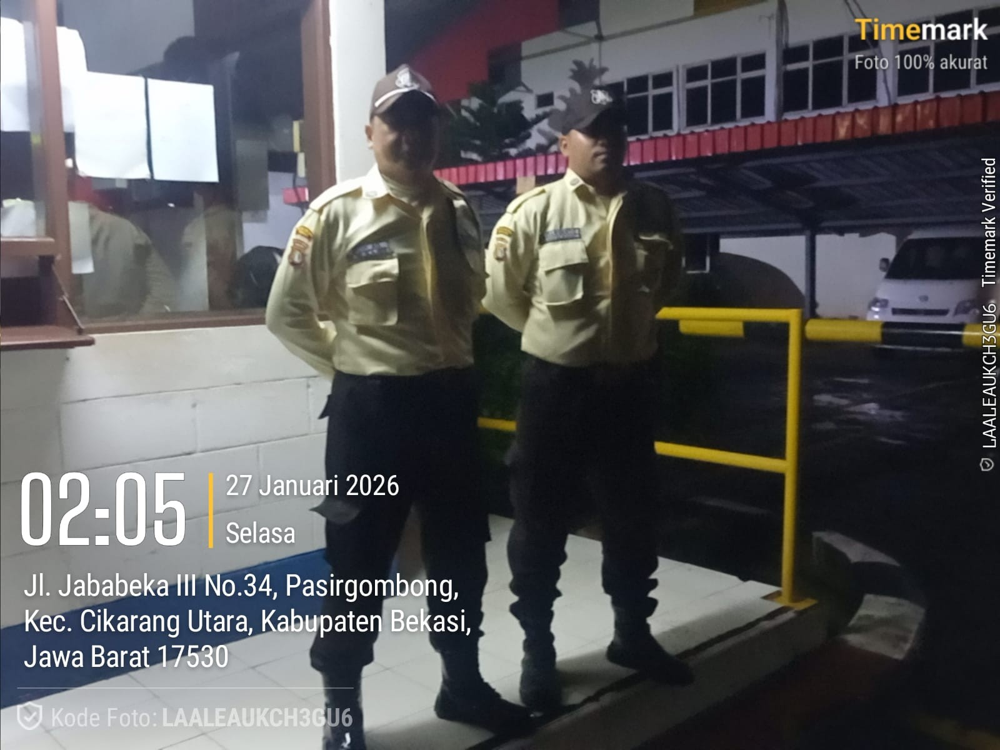 Timemark
Foto 100% akurat
LAALEAUKCH3GU6 Timemark Verified
02:05
27 Januari 2026
Selasa
Jl. Jababeka III No.34, Pasirgombong,
Kec. Cikarang Utara, Kabupaten Bekasi,
Jawa Barat 17530
Kode Foto: LAALEAUKCH3GU6